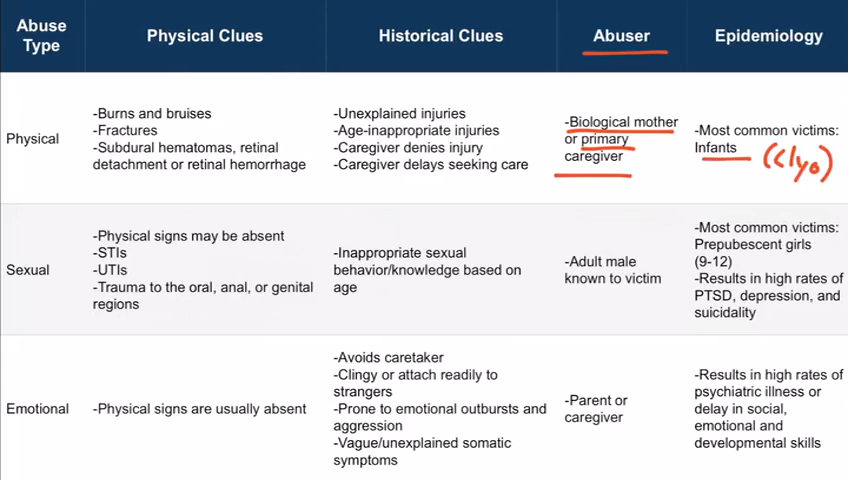 Abuse
Type
Physical Clues
Historical Clues
Abuser
Epidemiology
Physical
-Burns and bruises
-Fractures
-Subdural hematomas, retinal
detachment or retinal hemorrhage
-Unexplained injuries
-Age-inappropriate injuries
-Caregiver denies injury
-Caregiver delays seeking care
-Biological mother
or primary
caregiver
-Most common victims:
Infants (<1yo)
Sexual
-Physical signs may be absent
-STIs
-UTIs
-Trauma to the oral, anal, or genital
regions
-Inappropriate sexual
behavior/knowledge based on
age
-Adult male
known to victim
-Most common victims:
Prepubescent girls
(9-12)
-Results in high rates of
PTSD, depression, and
suicidality
Emotional
-Physical signs are usually absent
-Avoids caretaker
-Clingy or attach readily to
strangers
-Prone to emotional outbursts and
aggression
-Vague/unexplained somatic
symptoms
-Parent or
caregiver
-Results in high rates of
psychiatric illness or
delay in social,
emotional and
developmental skills